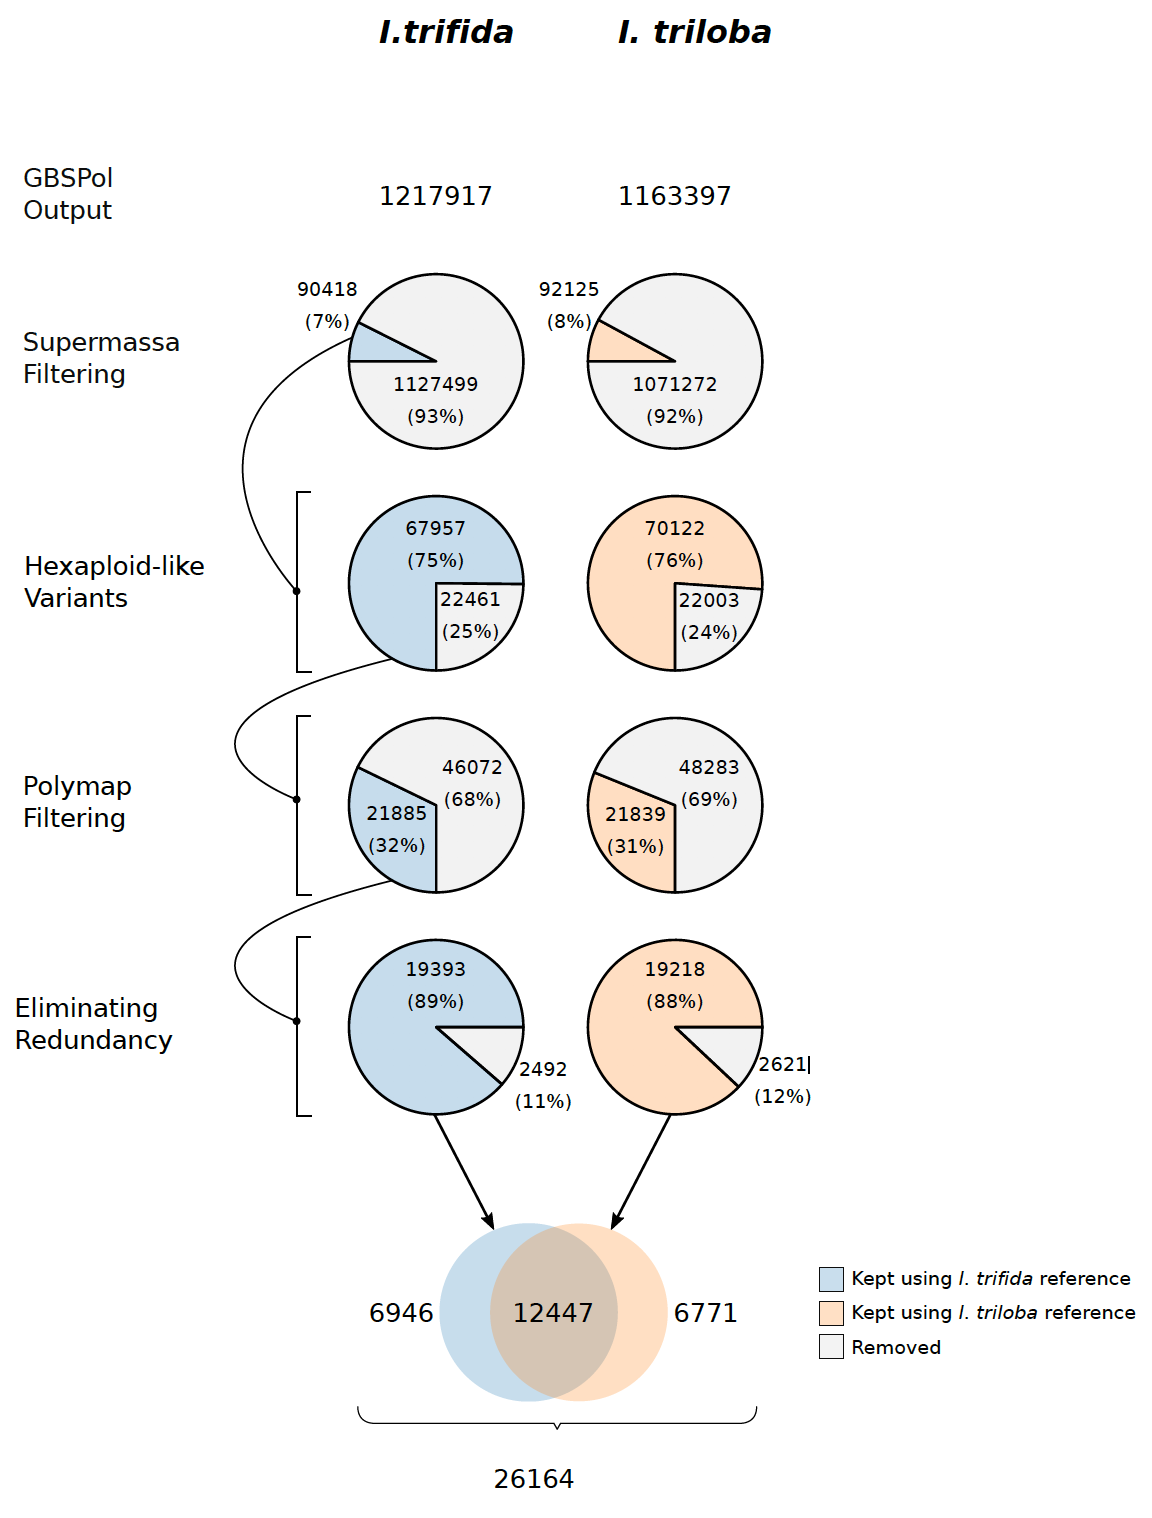 I.trifida
I. triloba
GBSPol
Output
1217917
1163397
Supermassa
Filtering
90418
(7%)
1127499
(93%)
92125
(8%)
1071272
(92%)
Hexaploid-like
Variants
67957
(75%)
22461
(25%)
70122
(76%)
22003
(24%)
Polymap
Filtering
46072
(68%)
21885
(32%)
48283
(69%)
21839
(31%)
Eliminating
Redundancy
19393
(89%)
2492
(11%)
19218
(88%)
2621
(12%)
6946
12447
6771
Kept using I. trifida reference
Kept using I. triloba reference
Removed
26164